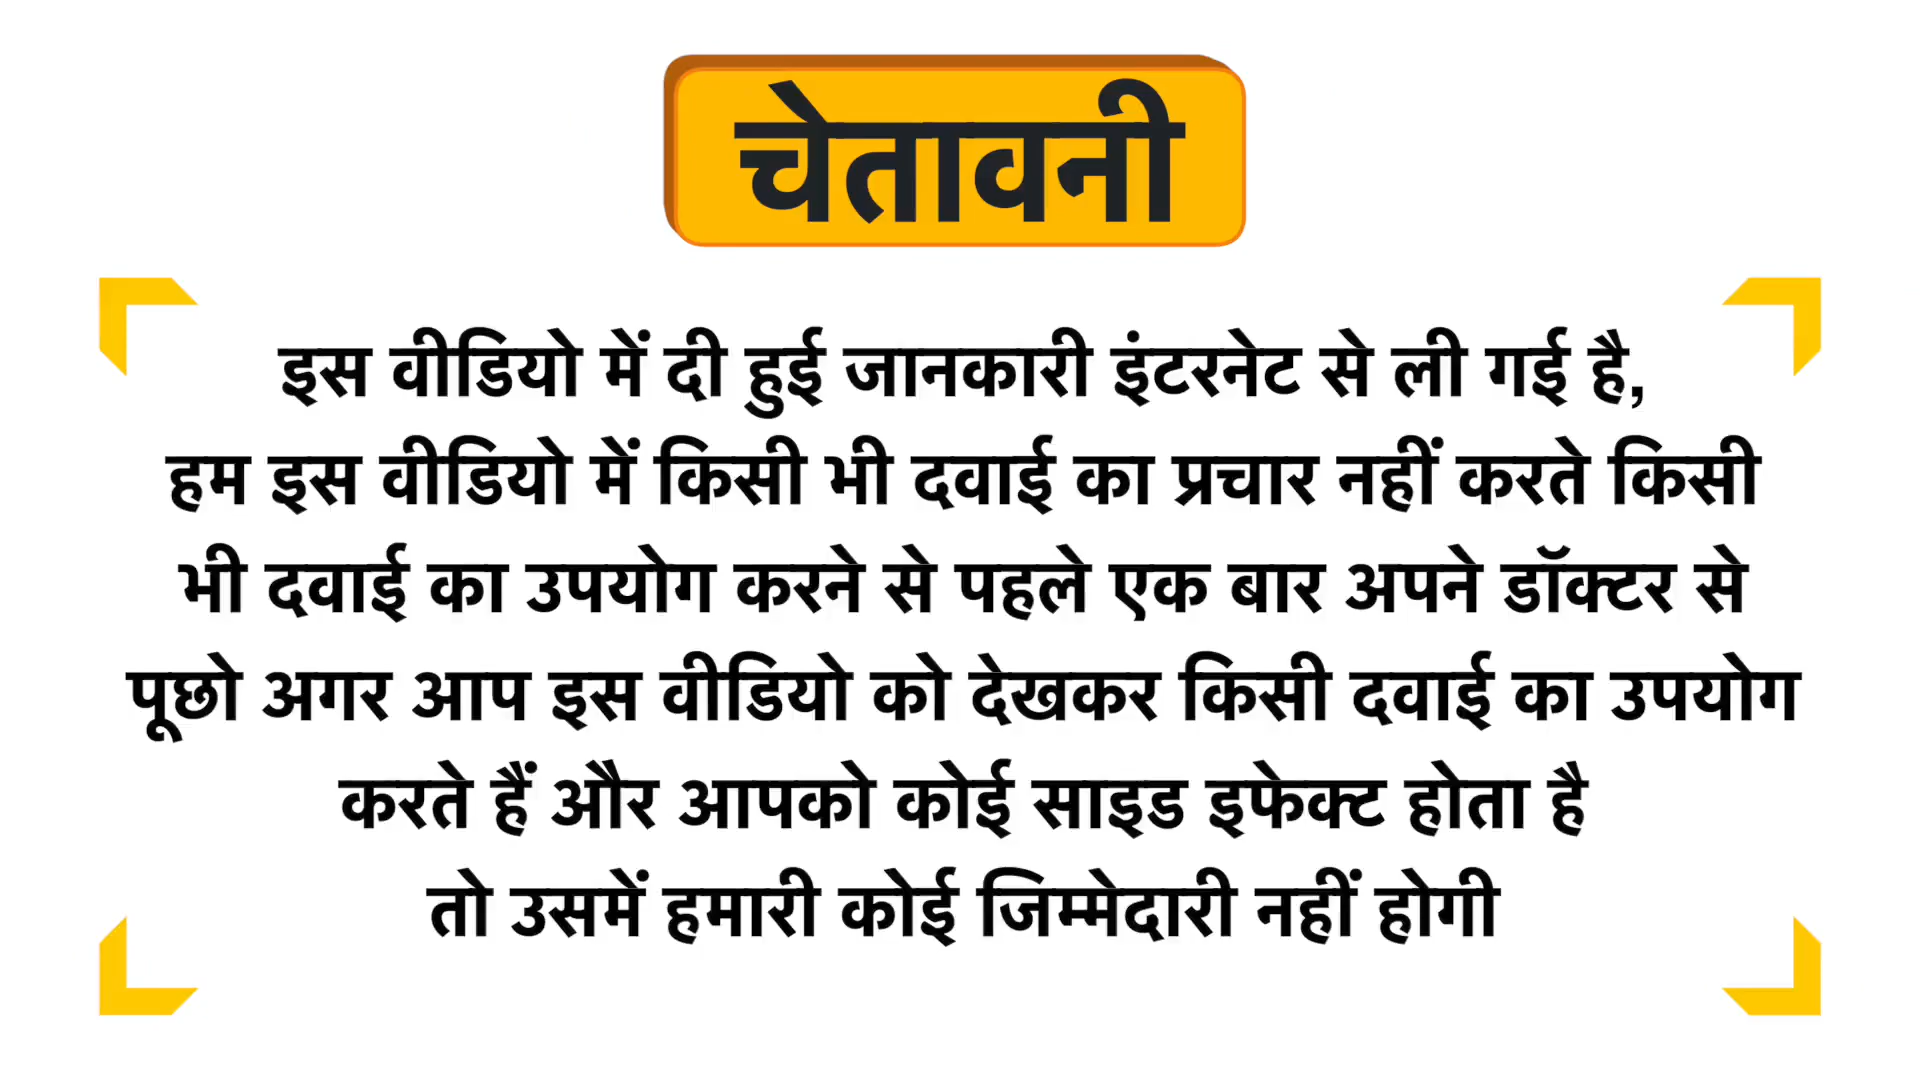 चेतावनी
इस वीडियो में दी हुई जानकारी इंटरनेट से ली गई है,
हम इस वीडियो में किसी भी दवाई का प्रचार नहीं करते किसी
भी दवाई का उपयोग करने से पहले एक बार अपने डॉक्टर से
पूछो अगर आप इस वीडियो को देखकर किसी दवाई का उपयोग
करते हैं और आपको कोई साइड इफेक्ट होता है
तो उसमें हमारी कोई जिम्मेदारी नहीं होगी